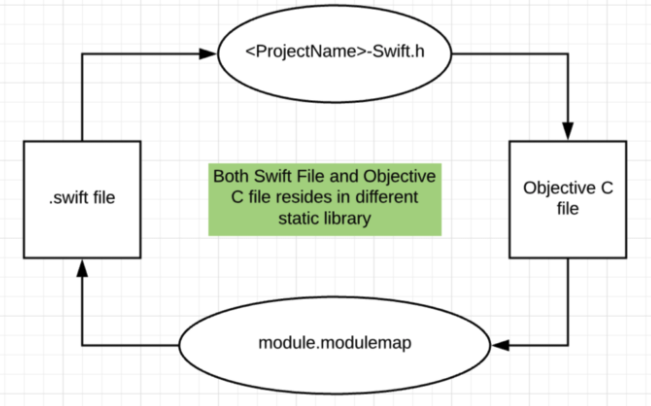 <ProjectName>-Swift.h
.swift file
Both Swift File and Objective
C file resides in different
static library
Objective C
file
module.modulemap